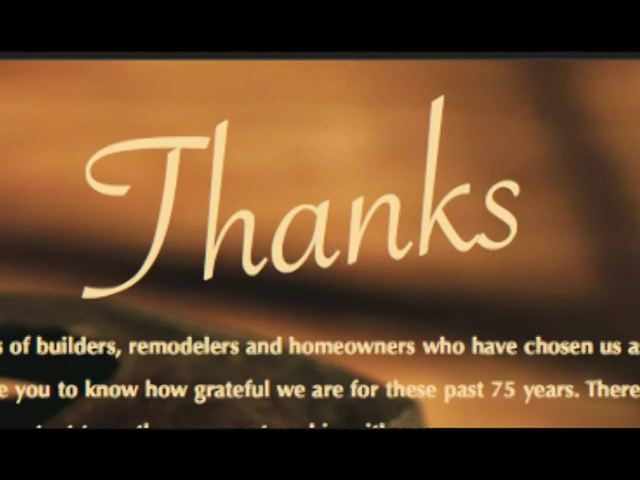 Thanks
of builders, remodelers and homeowners who have chosen us
you to know how grateful we are for these past 75 years. There